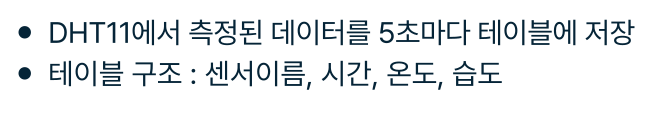 • DHT11에서 측정된 데이터를 5초마다 테이블에 저장
• 테이블 구조 : 센서이름, 시간, 온도, 습도